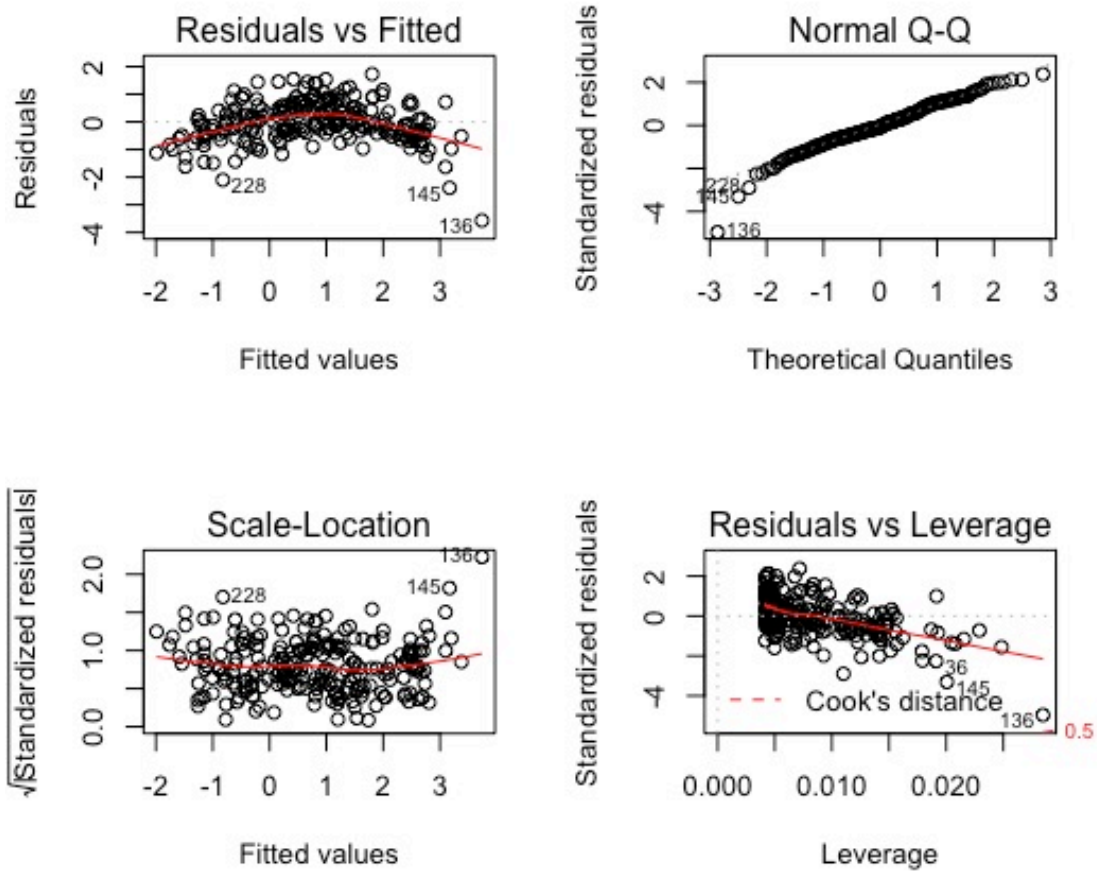 Residuals vs Fitted
Residuals
2
0
-2
-4
228
145
136
-2 -1 0 1 2 3
Fitted values
Normal Q-Q
Standardized residuals
2
0
-4
228
145
136
-3 -2 -1 0 1 2 3
Theoretical Quantiles
Scale-Location
√|Standardized residuals|
2.0
1.0
0.0
136
145
228
-2 -1 0 1 2 3
Fitted values
Residuals vs Leverage
Standardized residuals
2
0
-4
36
145
136
Cook's distance
0.5
0.000 0.010 0.020
Leverage